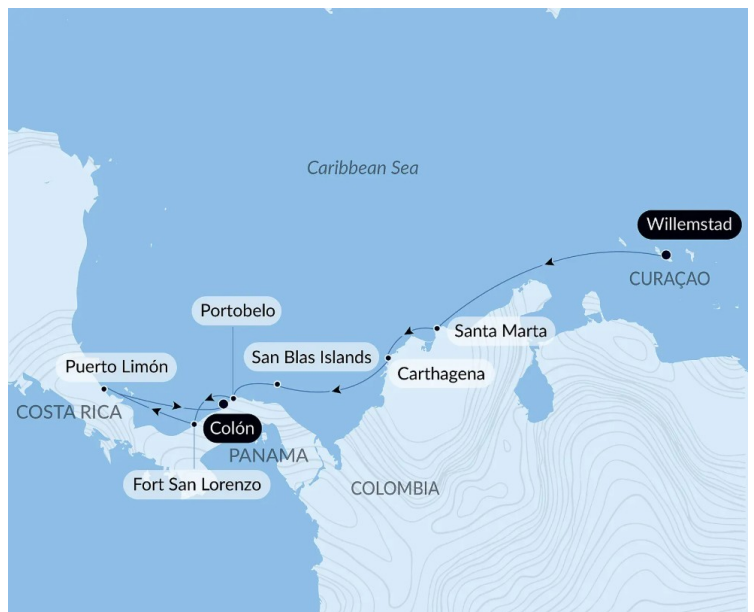 Caribbean Sea
Willemstad
CURAÇAO
Portobelo
Santa Marta
San Blas Islands
Puerto Limón
Carthagena
COSTA RICA
Colón
PANAMA
Fort San Lorenzo
COLOMBIA